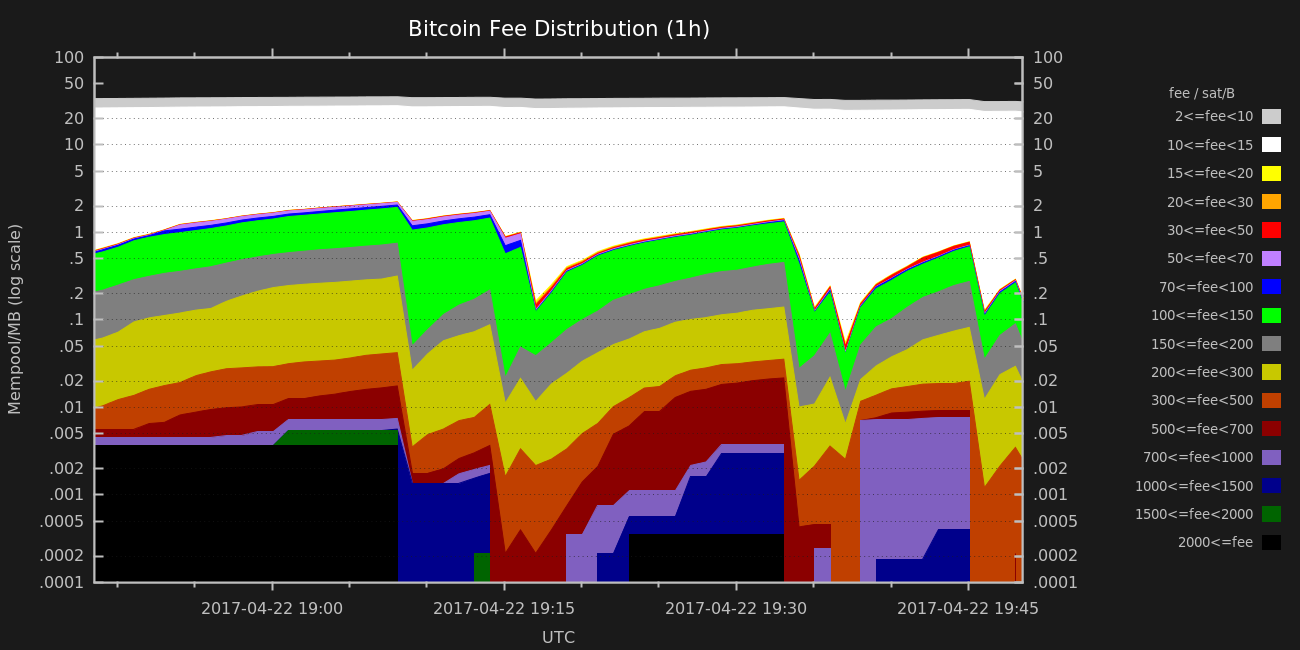 Bitcoin Fee Distribution (1h)
100
50
20
10
5
2
1
.5
.2
.1
.05
.02
.01
.005
.002
.001
.0005
.0002
.0001
Mempool/MB (log scale)
100
50
20
10
5
2
1
.5
.2
.1
.05
.02
.01
.005
.002
.001
.0005
.0002
.0001
fee / sat/B
2<=fee<10
10<=fee<15
15<=fee<20
20<=fee<30
30<=fee<50
50<=fee<70
70<=fee<100
100<=fee<150
150<=fee<200
200<=fee<300
300<=fee<500
500<=fee<700
700<=fee<1000
1000<=fee<1500
1500<=fee<2000
2000<=fee
2017-04-22 19:00 2017-04-22 19:15 2017-04-22 19:30 2017-04-22 19:45
UTC